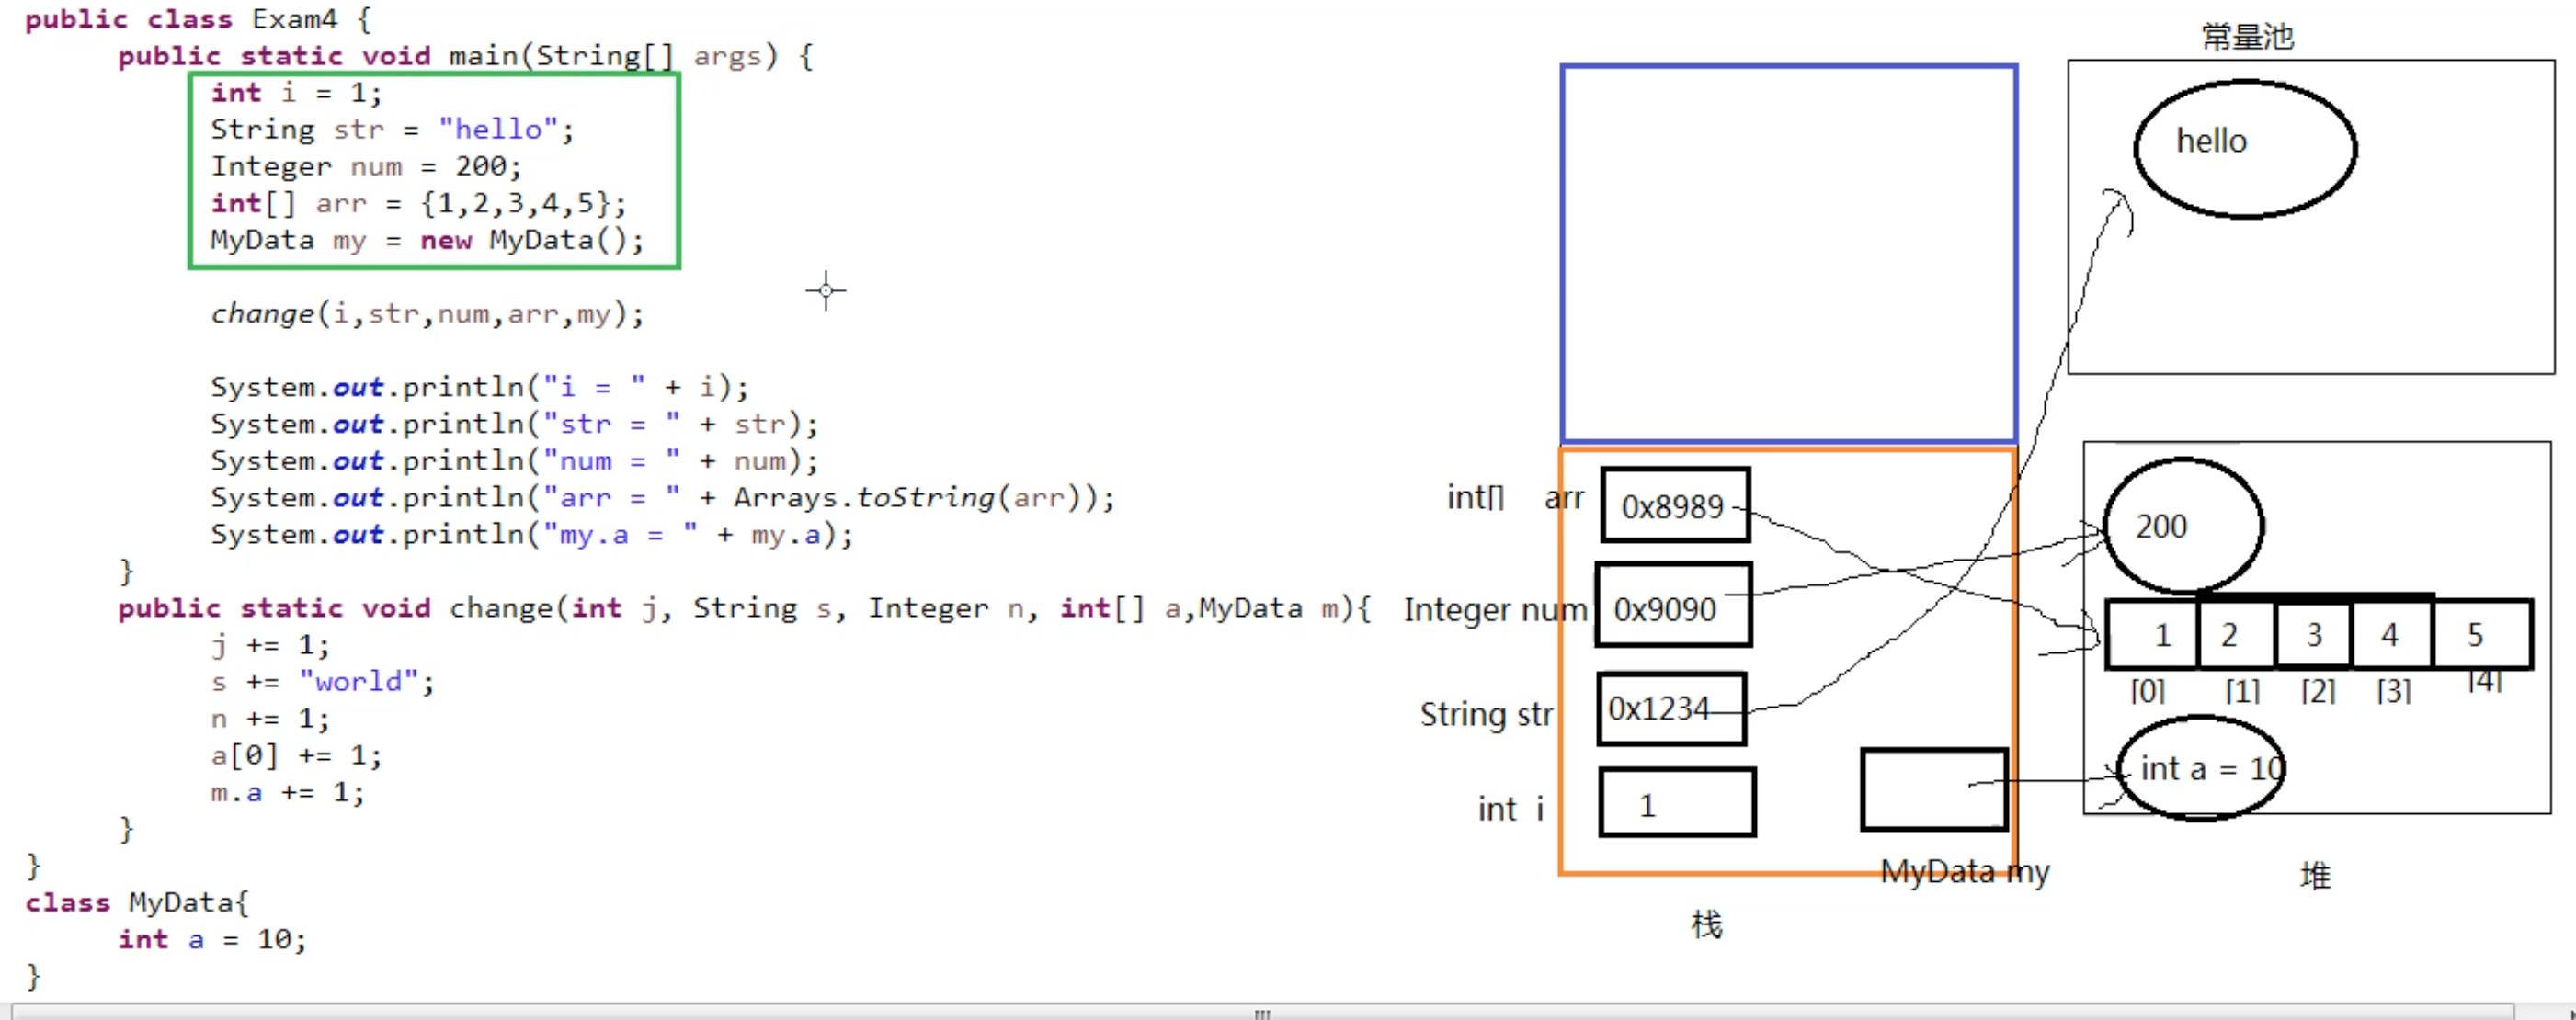 public class Exam4 {
public static void main(String[] args) {
int i = 1;
String str = "hello";
Integer num = 200;
int[] arr = {1,2,3,4,5};
MyData my = new MyData();
change(i,str,num,arr,my);
System.out.println("i = " + i);
System.out.println("str = " + str);
System.out.println("num = " + num);
System.out.println("arr = " + Arrays.toString(arr));
System.out.println("my.a = " + my.a);
}
public static void change(int j, String s, Integer n, int[] a,MyData m){
j += 1;
s += "world";
n += 1;
a[0] += 1;
m.a += 1;
}
}
class MyData{
int a = 10;
}
常量池
hello
int[] arr 0x8989
Integer num 0x9090
String str 0x1234
int i 1
MyData my
栈
200
1 2 3 4 5
[0] [1] [2] [3] [4]
int a = 10
堆